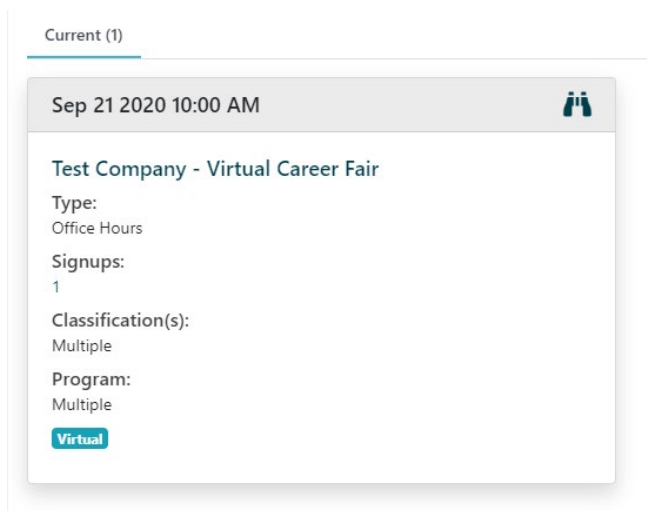 Current (1)
Sep 21 2020 10:00 AM
Test Company - Virtual Career Fair
Type:
Office Hours
Signups:
1
Classification(s):
Multiple
Program:
Multiple
Virtual